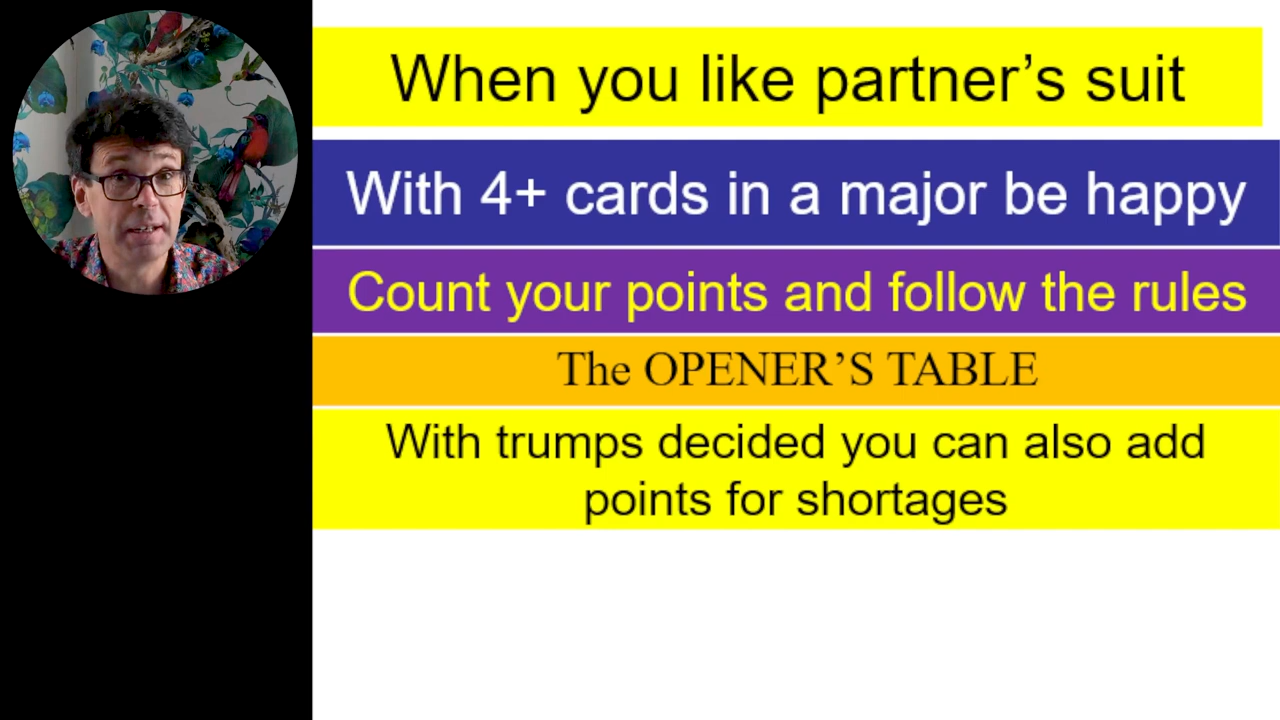 When you like partner’s suit
With 4+ cards in a major be happy
Count your points and follow the rules
The OPENER’S TABLE
With trumps decided you can also add
points for shortages